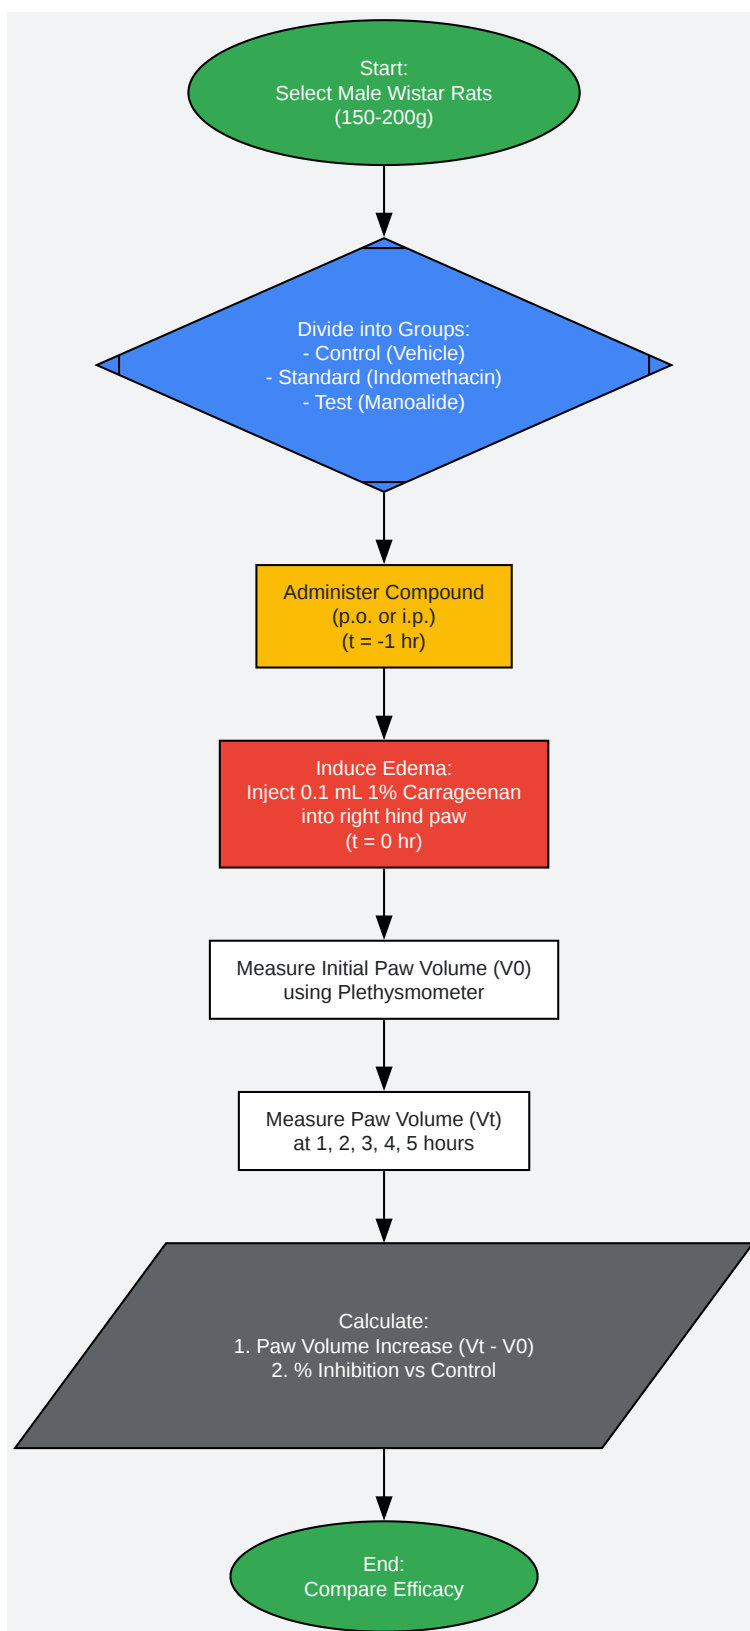 Start:
Select Male Wistar Rats
(150-200g)
Divide into Groups:
- Control (Vehicle)
- Standard (Indomethacin)
- Test (Manoalide)
Administer Compound
(p.o. or i.p.)
(t = -1 hr)
Induce Edema:
Inject 0.1 mL 1% Carrageenan
into right hind paw
(t = 0 hr)
Measure Initial Paw Volume (V0)
using Plethysmometer
Measure Paw Volume (Vt)
at 1, 2, 3, 4, 5 hours
Calculate:
1. Paw Volume Increase (Vt - V0)
2. % Inhibition vs Control
End:
Compare Efficacy